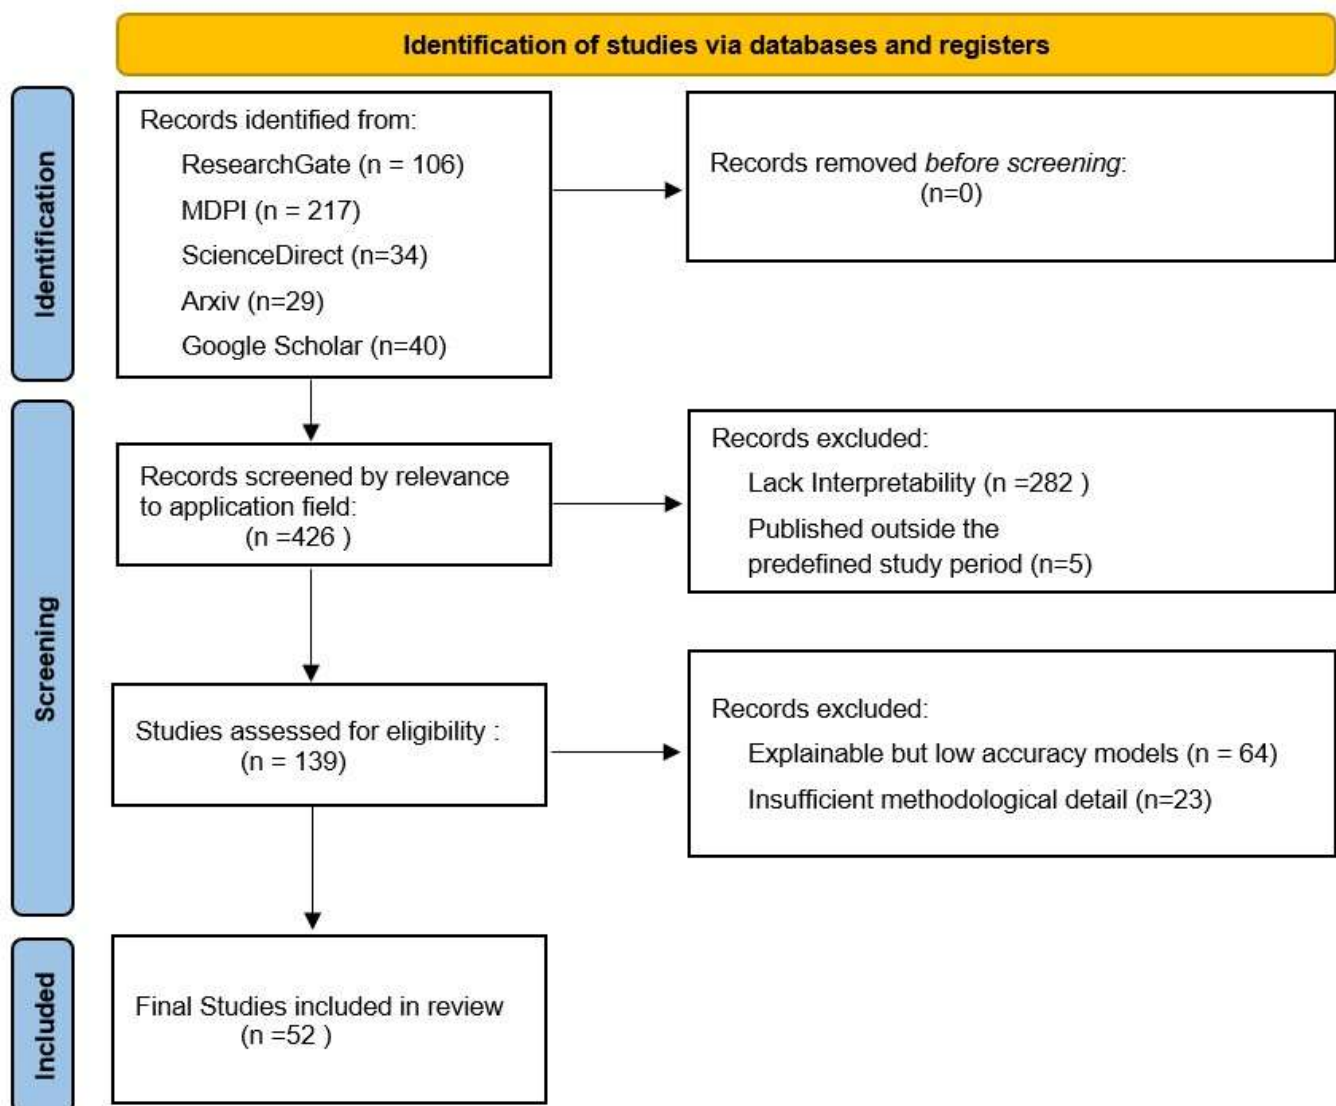 Identification of studies via databases and registers
Identification
Records identified from:
ResearchGate (n = 106)
MDPI (n = 217)
ScienceDirect (n=34)
Arxiv (n=29)
Google Scholar (n=40)
Records removed before screening:
(n=0)
Screening
Records screened by relevance
to application field:
(n =426 )
Records excluded:
Lack Interpretability (n =282 )
Published outside the
predefined study period (n=5)
Studies assessed for eligibility :
(n = 139)
Records excluded:
Explainable but low accuracy models (n = 64)
Insufficient methodological detail (n=23)
Included
Final Studies included in review
(n =52 )